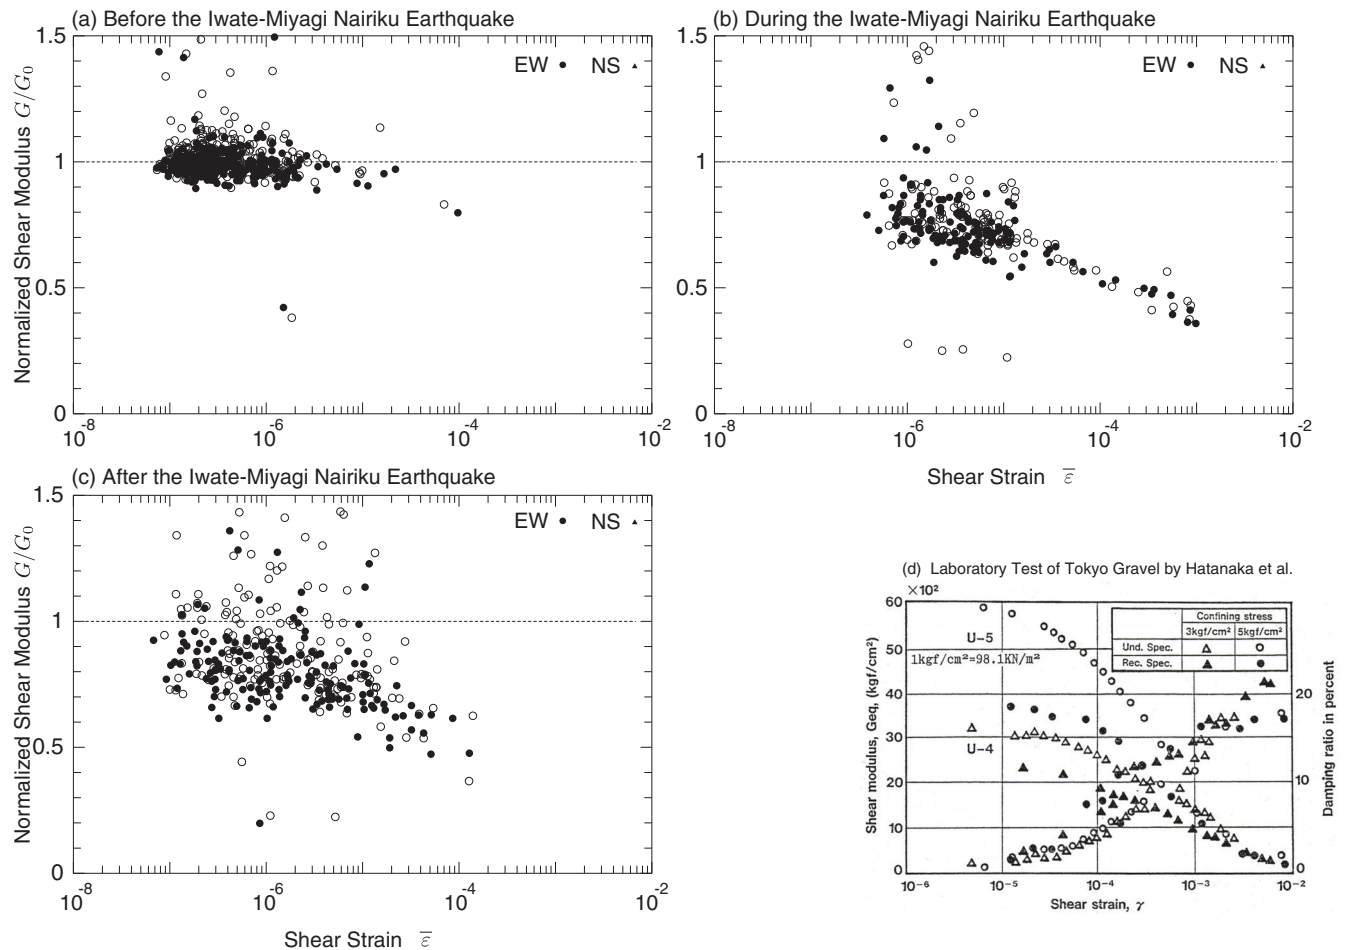 (a) Before the Iwate-Miyagi Nairiku Earthquake
1.5
1
0.5
0
Normalized Shear Modulus G/G₀
EW ● NS ▲
10⁻⁸ 10⁻⁶ 10⁻⁴ 10⁻²
(b) During the Iwate-Miyagi Nairiku Earthquake
1.5
1
0.5
0
EW ● NS ▲
10⁻⁸ 10⁻⁶ 10⁻⁴ 10⁻²
Shear Strain ε̅
(c) After the Iwate-Miyagi Nairiku Earthquake
1.5
1
0.5
0
Normalized Shear Modulus G/G₀
EW ● NS ▲
10⁻⁸ 10⁻⁶ 10⁻⁴ 10⁻²
Shear Strain ε̅
(d) Laboratory Test of Tokyo Gravel by Hatanaka et al.
×10²
60
50
40
30
20
10
0
Shear modulus, Geq, (kgf/cm²)
U-5
1kgf/cm²=98.1KN/m²
U-4
Confining stress
3kgf/cm² 5kgf/cm²
Und. Spec. △ ○
Rec. Spec. ▲ ●
20
10
0
Damping ratio in percent
10⁻⁶ 10⁻⁵ 10⁻⁴ 10⁻³ 10⁻²
Shear strain, γ